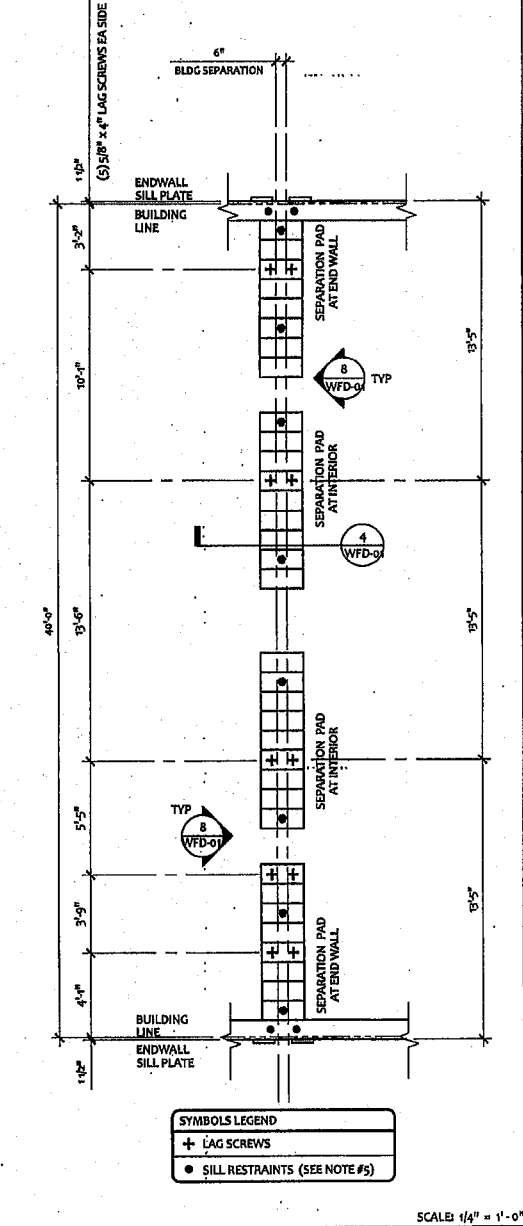 (5) 5/8" x 4" LAG SCREWS EA SIDE
6"
BLDG SEPARATION
1 1/2"
ENDWALL
SILL PLATE
BUILDING
LINE
3'-2"
SEPARATION PAD
AT END WALL
13'-5"
10'-1"
8
WFD-01
TYP
SEPARATION PAD
AT INTERIOR
4
WFD-01
40'-0"
13'-6"
13'-5"
SEPARATION PAD
AT INTERIOR
TYP
8
WFD-01
5'-5"
3'-9"
13'-5"
SEPARATION PAD
AT END WALL
4'-1"
BUILDING
LINE
ENDWALL
SILL PLATE
1 1/2"
SYMBOLS LEGEND
+ LAG SCREWS
● SILL RESTRAINTS (SEE NOTE #5)
SCALE: 1/4" = 1'-0"